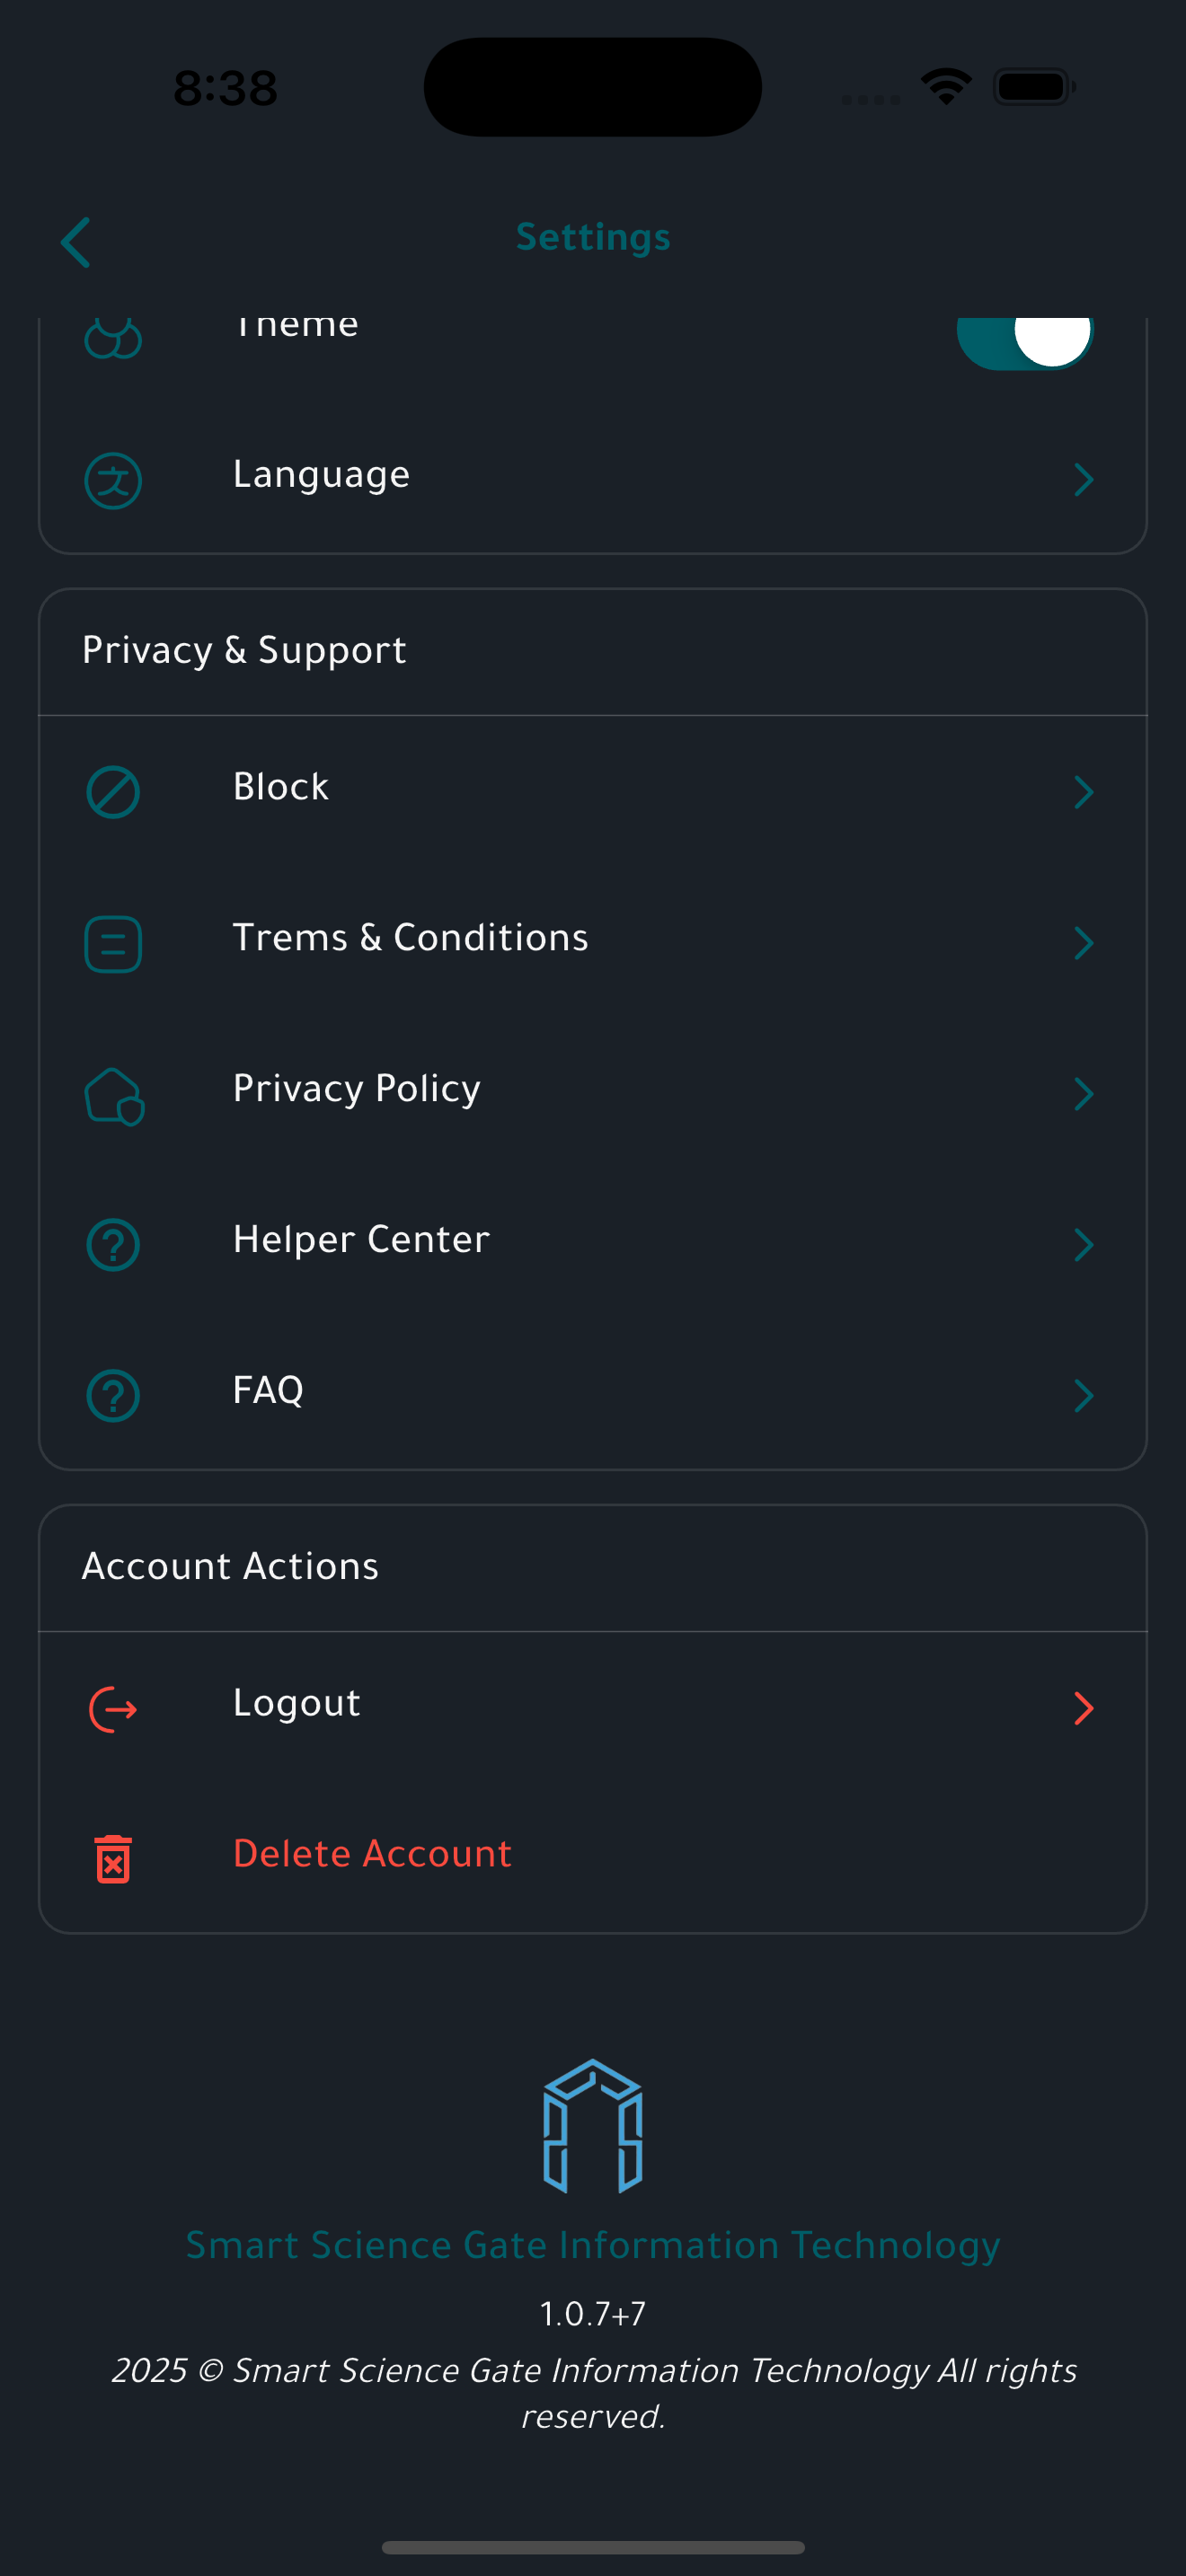 8:38
Settings
Theme
Language
Privacy & Support
Block
Trems & Conditions
Privacy Policy
Helper Center
FAQ
Account Actions
Logout
Delete Account
Smart Science Gate Information Technology
1.0.7+7
2025 © Smart Science Gate Information Technology All rights
reserved.